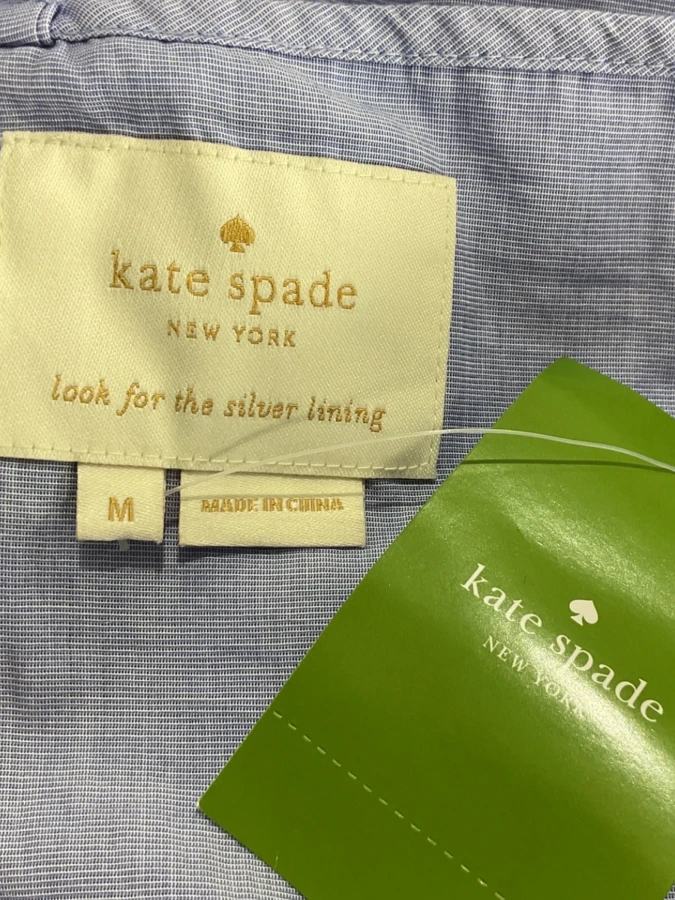 kate spade
NEW YORK
look for the silver lining
M
MADE IN CHINA
kate spade
NEW YORK